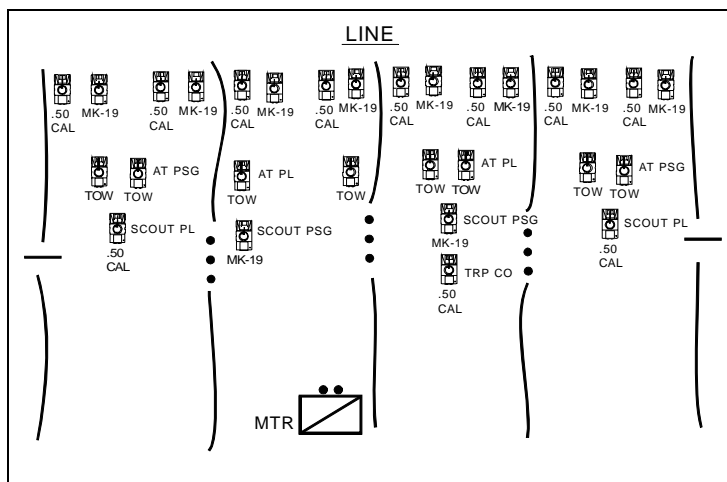 LINE
.50
CAL
MK-19
.50
CAL
MK-19
.50
CAL
MK-19
.50
CAL
MK-19
.50
CAL
MK-19
.50
CAL
MK-19
.50
CAL
MK-19
.50
CAL
MK-19
TOW
TOW
AT PSG
TOW
AT PL
TOW
TOW
TOW
AT PL
TOW
TOW
AT PSG
.50
CAL
SCOUT PL
MK-19
SCOUT PSG
MK-19
SCOUT PSG
.50
CAL
SCOUT PL
.50
CAL
TRP CO
MTR